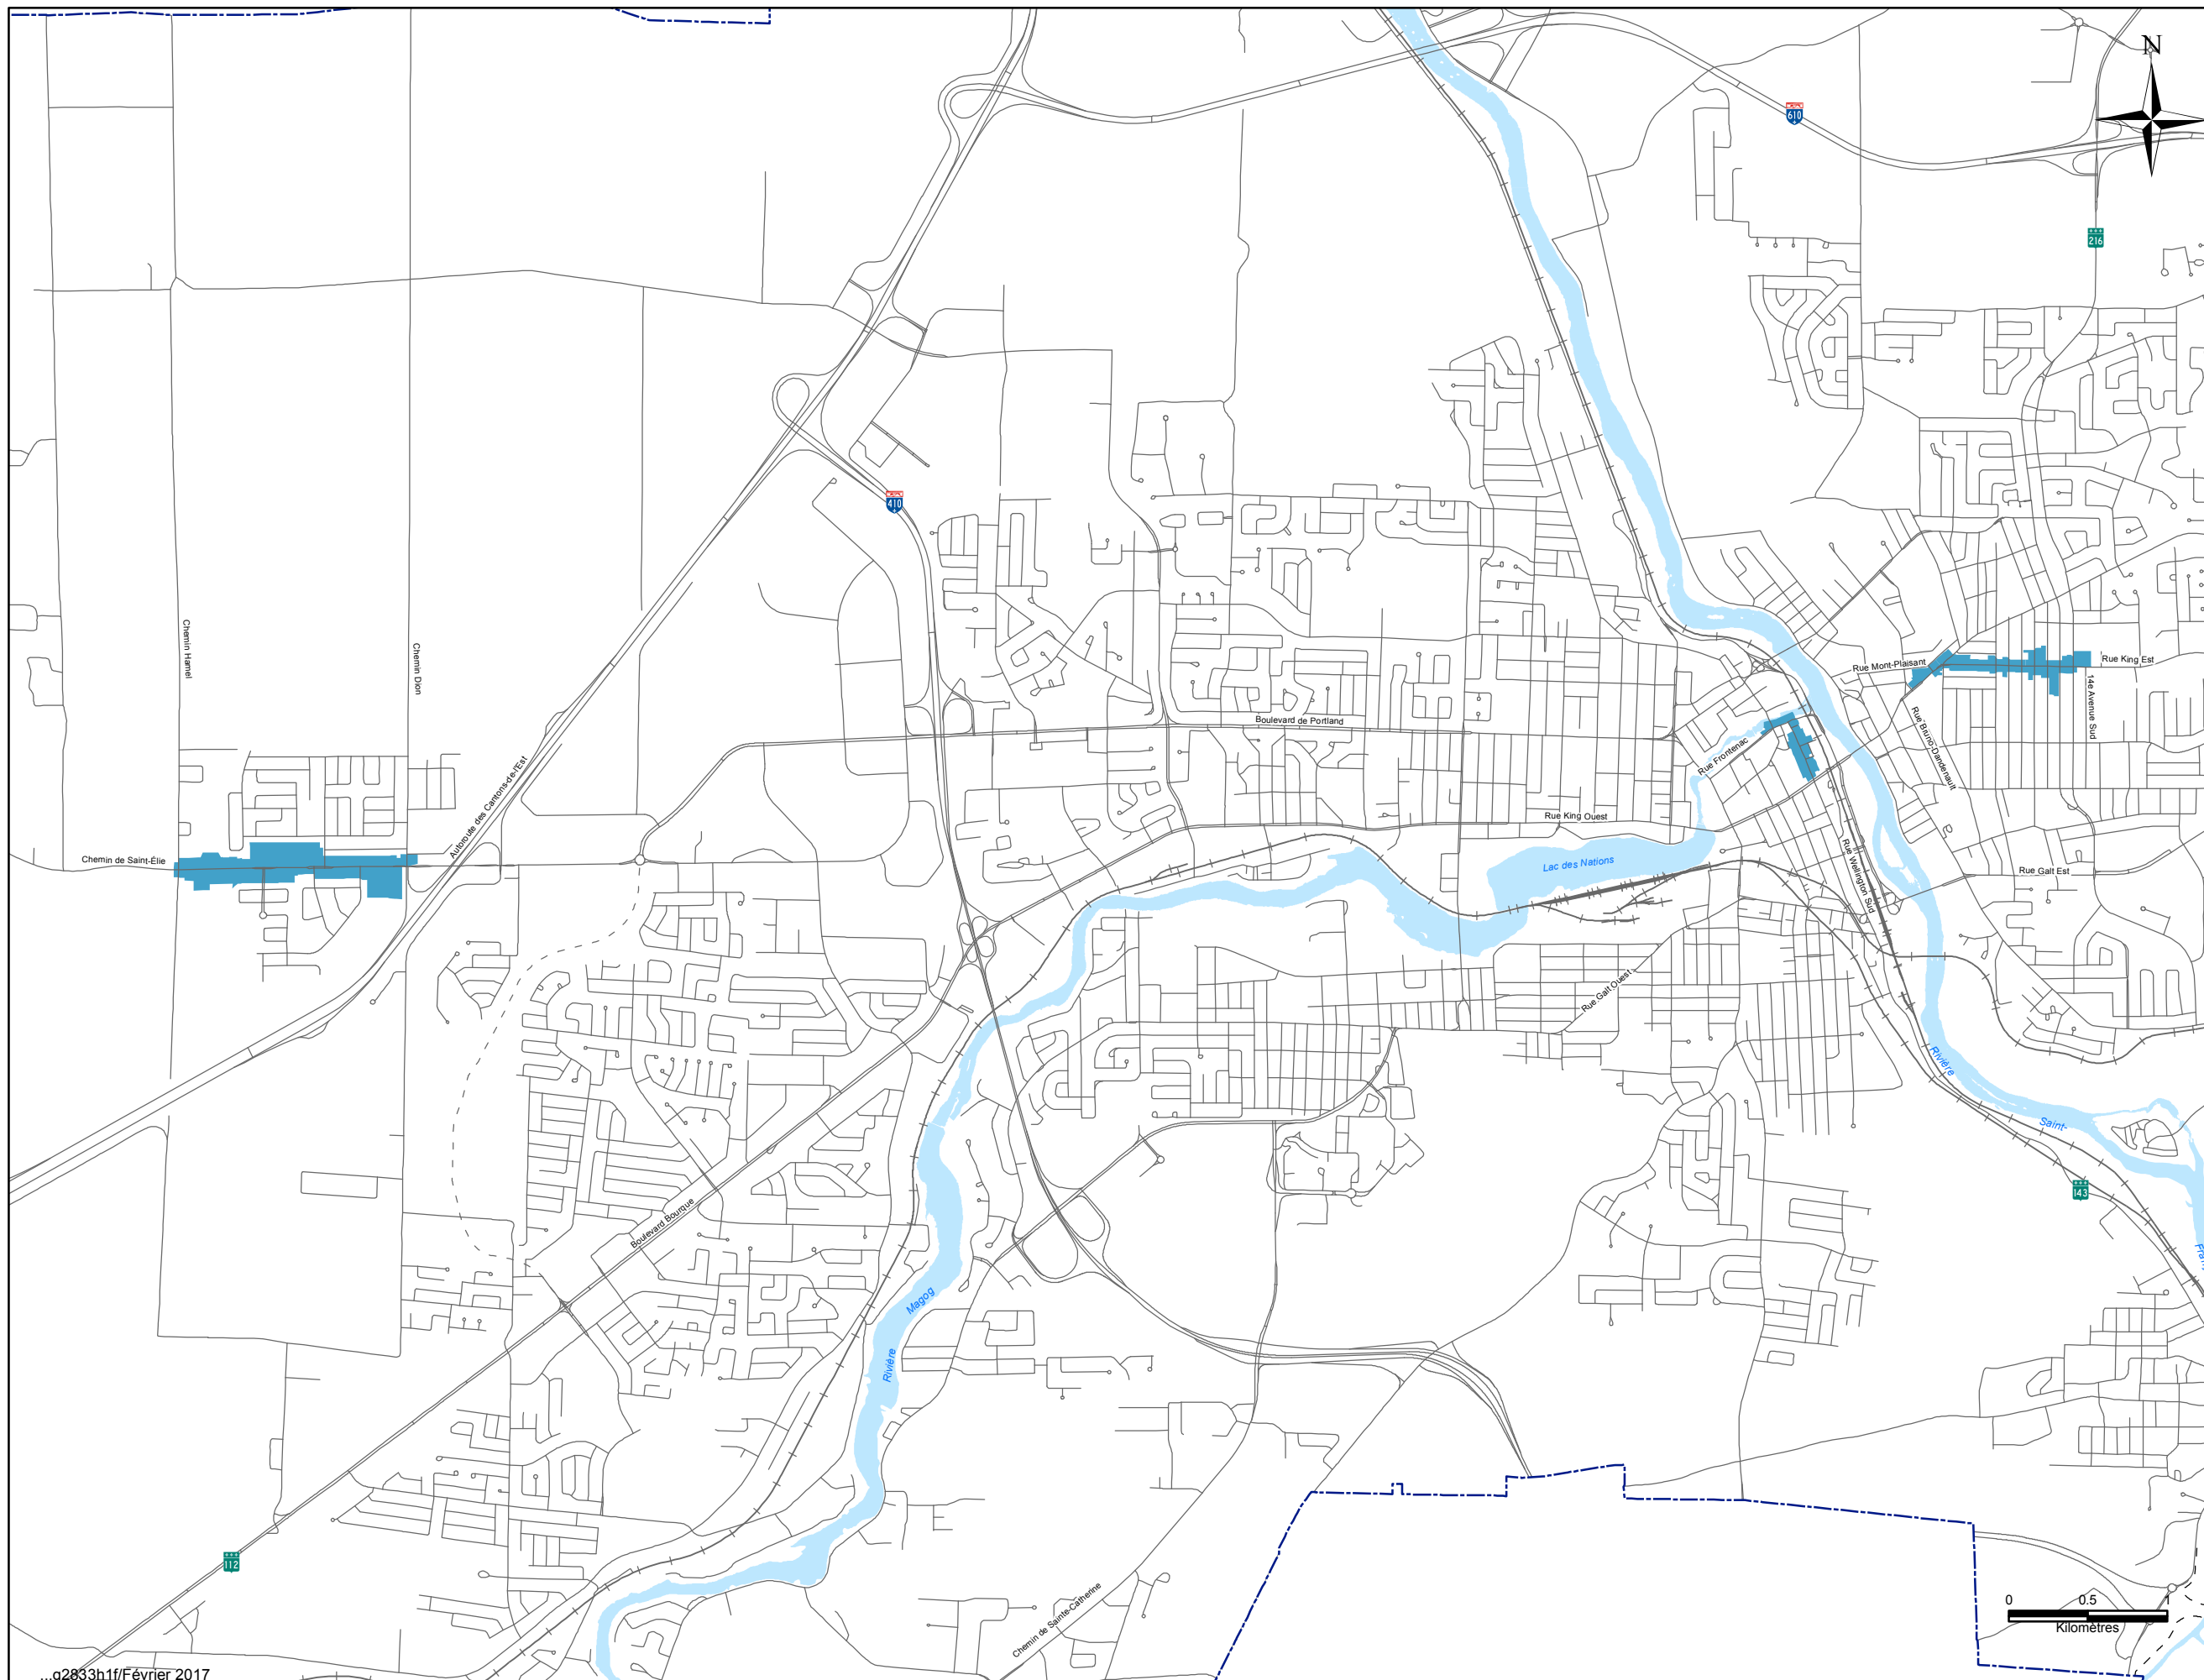 N
610
216
410
Chemin Hamel
Chemin Dion
Rue Mont-Plaisant
Rue King Est
14e Avenue Sud
Rue Bruno-Dandenault
Boulevard de Portland
Rue Frontenac
Autoroute des Cantons-de-l'Est
Rue King Ouest
Chemin de Saint-Élie
Lac des Nations
Rue Wellington Sud
Rue Galt Est
Rue Galt Ouest
Rivière
Saint-
143
Boulevard Bourque
Magog
Rivière
112
Chemin de Sainte-Catherine
0 0.5 1
Kilomètres
...g2833h1f/Février 2017